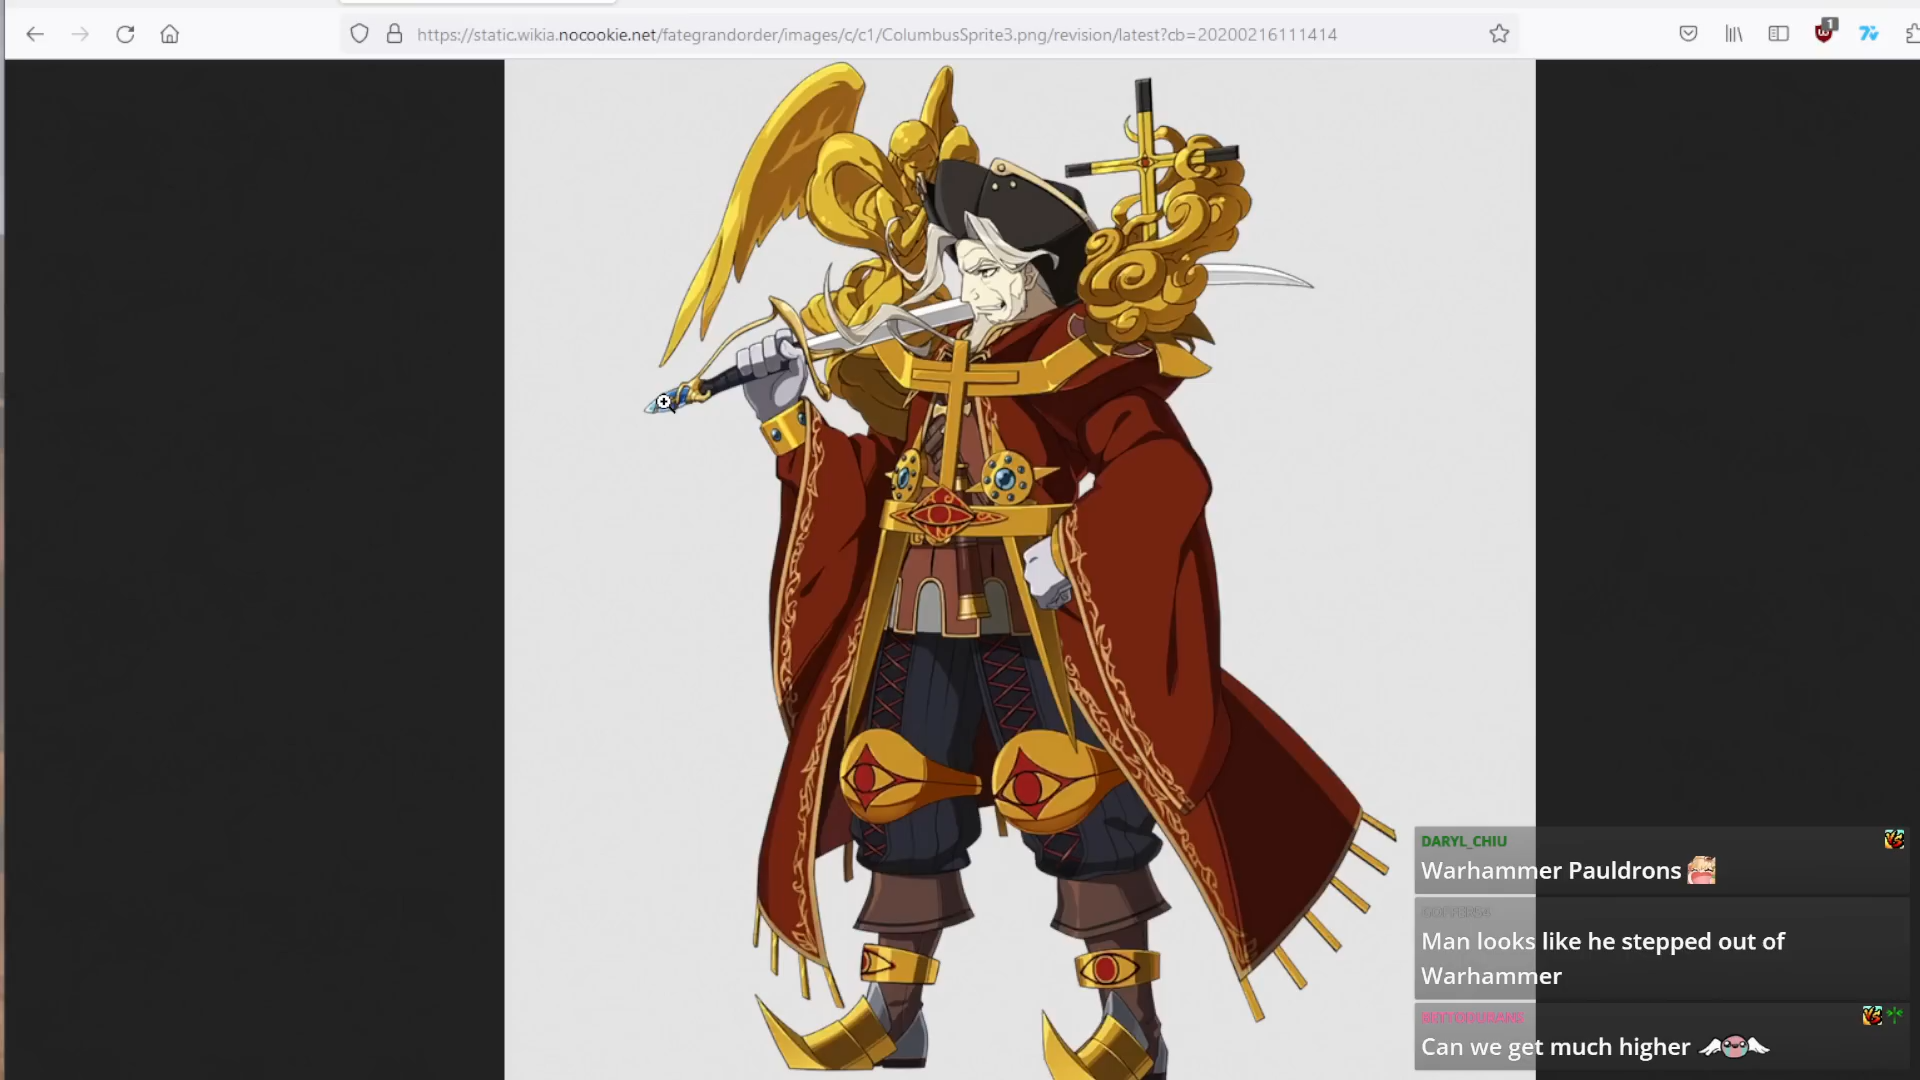 https://static.wikia.nocookie.net/fategrandorder/images/c/c1/ColumbusSprite3.png/revision/latest?cb=20200216111414
1
DARYL_CHIU
Warhammer Pauldrons
Man looks like he stepped out of
Warhammer
Can we get much higher